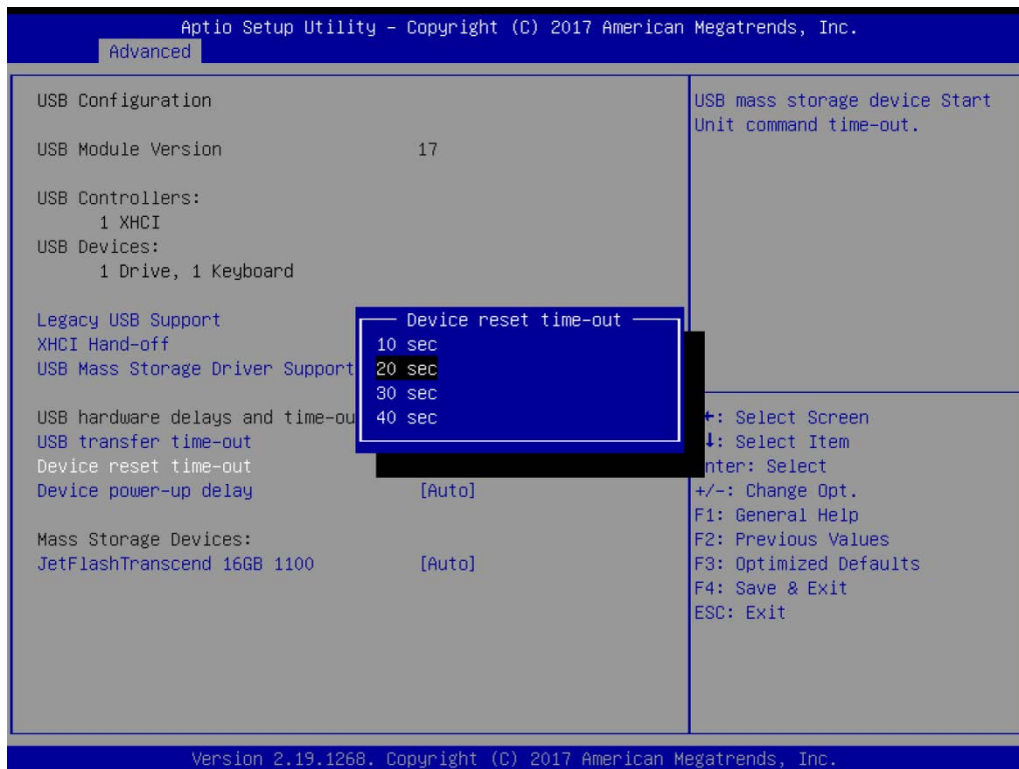 Aptio Setup Utility – Copyright (C) 2017 American Megatrends, Inc.
Advanced
USB Configuration
USB Module Version 17
USB Controllers:
1 XHCI
USB Devices:
1 Drive, 1 Keyboard
Legacy USB Support
XHCI Hand-off
USB Mass Storage Driver Support
USB hardware delays and time-ou
USB transfer time-out
Device reset time-out
Device power-up delay [Auto]
Mass Storage Devices:
JetFlashTranscend 16GB 1100 [Auto]
Device reset time-out
10 sec
20 sec
30 sec
40 sec
USB mass storage device Start
Unit command time-out.
←: Select Screen
↓: Select Item
nter: Select
+/-: Change Opt.
F1: General Help
F2: Previous Values
F3: Optimized Defaults
F4: Save & Exit
ESC: Exit
Version 2.19.1268. Copyright (C) 2017 American Megatrends, Inc.